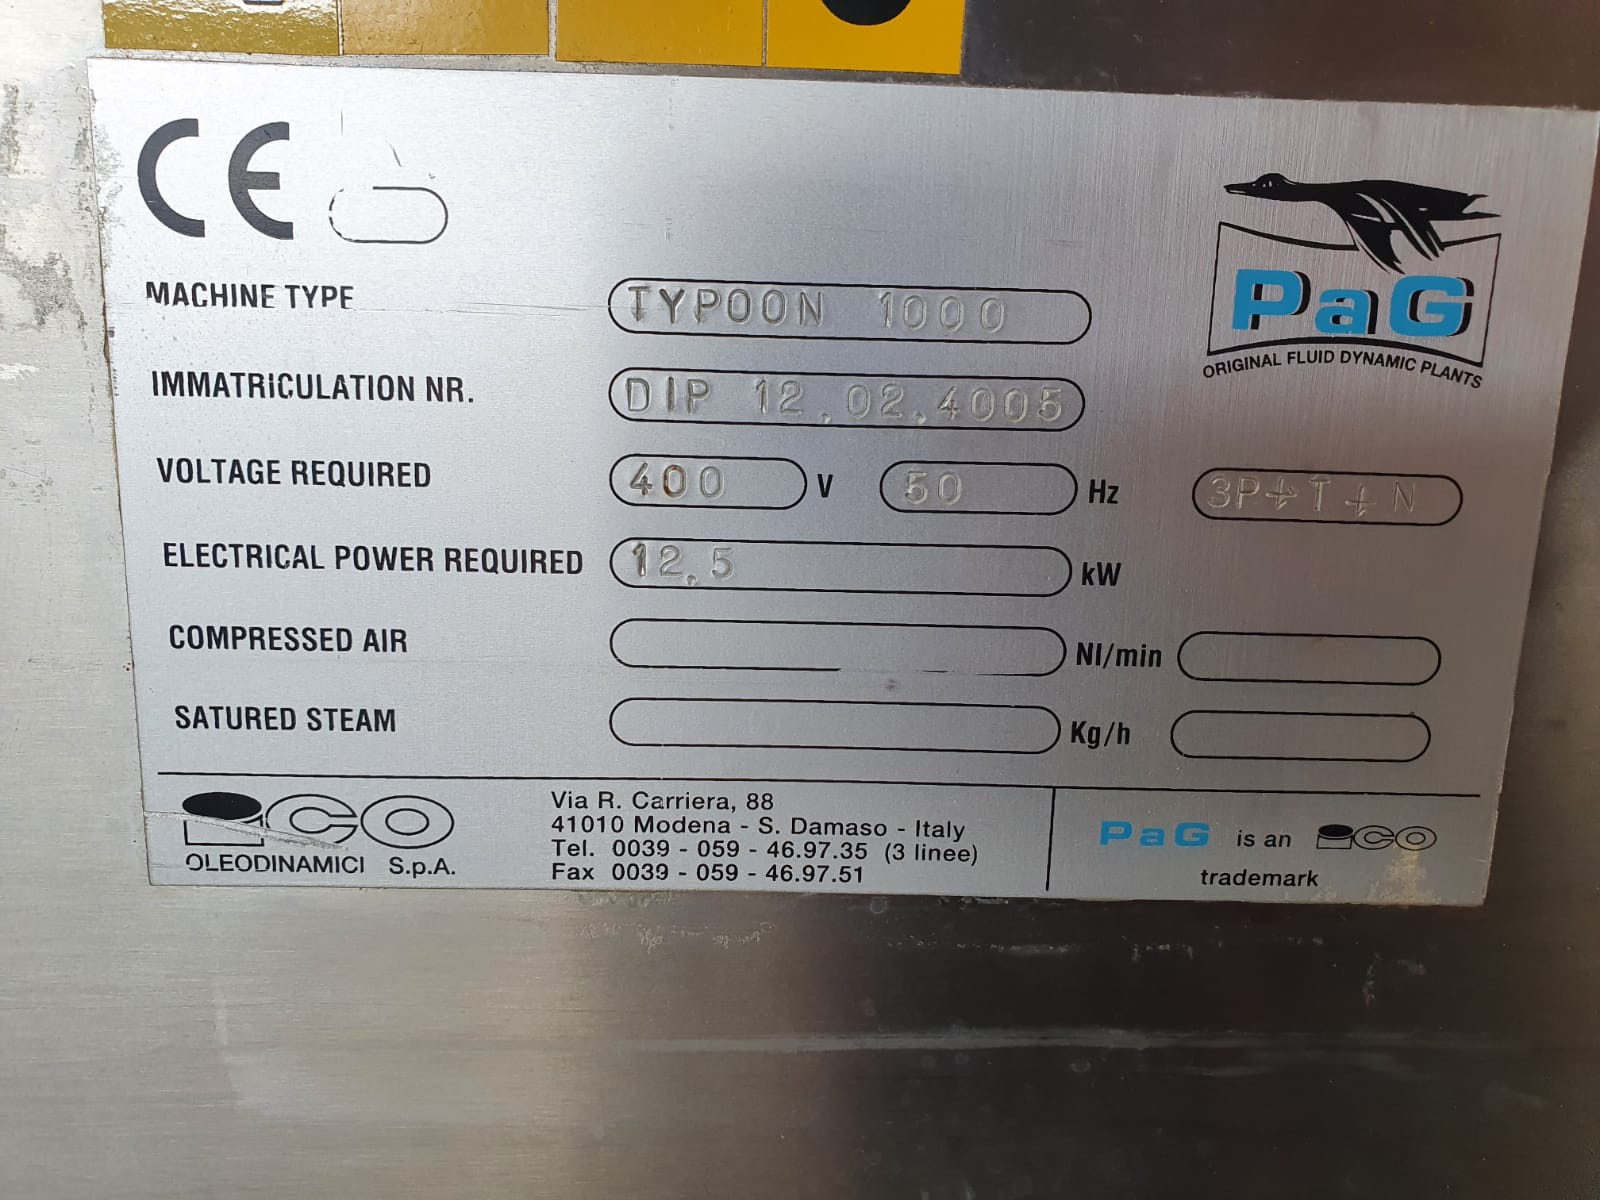 CE
MACHINE TYPE TYPOON 1000
PaG
ORIGINAL FLUID DYNAMIC PLANTS
IMMATRICULATION NR. DIP 12.02.4005
VOLTAGE REQUIRED 400 V 50 Hz 3P+T+N
ELECTRICAL POWER REQUIRED 12.5 kW
COMPRESSED AIR Nl/min
SATURED STEAM Kg/h
ICO
OLEODINAMICI S.p.A.
Via R. Carriera, 88
41010 Modena - S. Damaso - Italy
Tel. 0039 - 059 - 46.97.35 (3 linee)
Fax 0039 - 059 - 46.97.51
PaG is an ICO
trademark